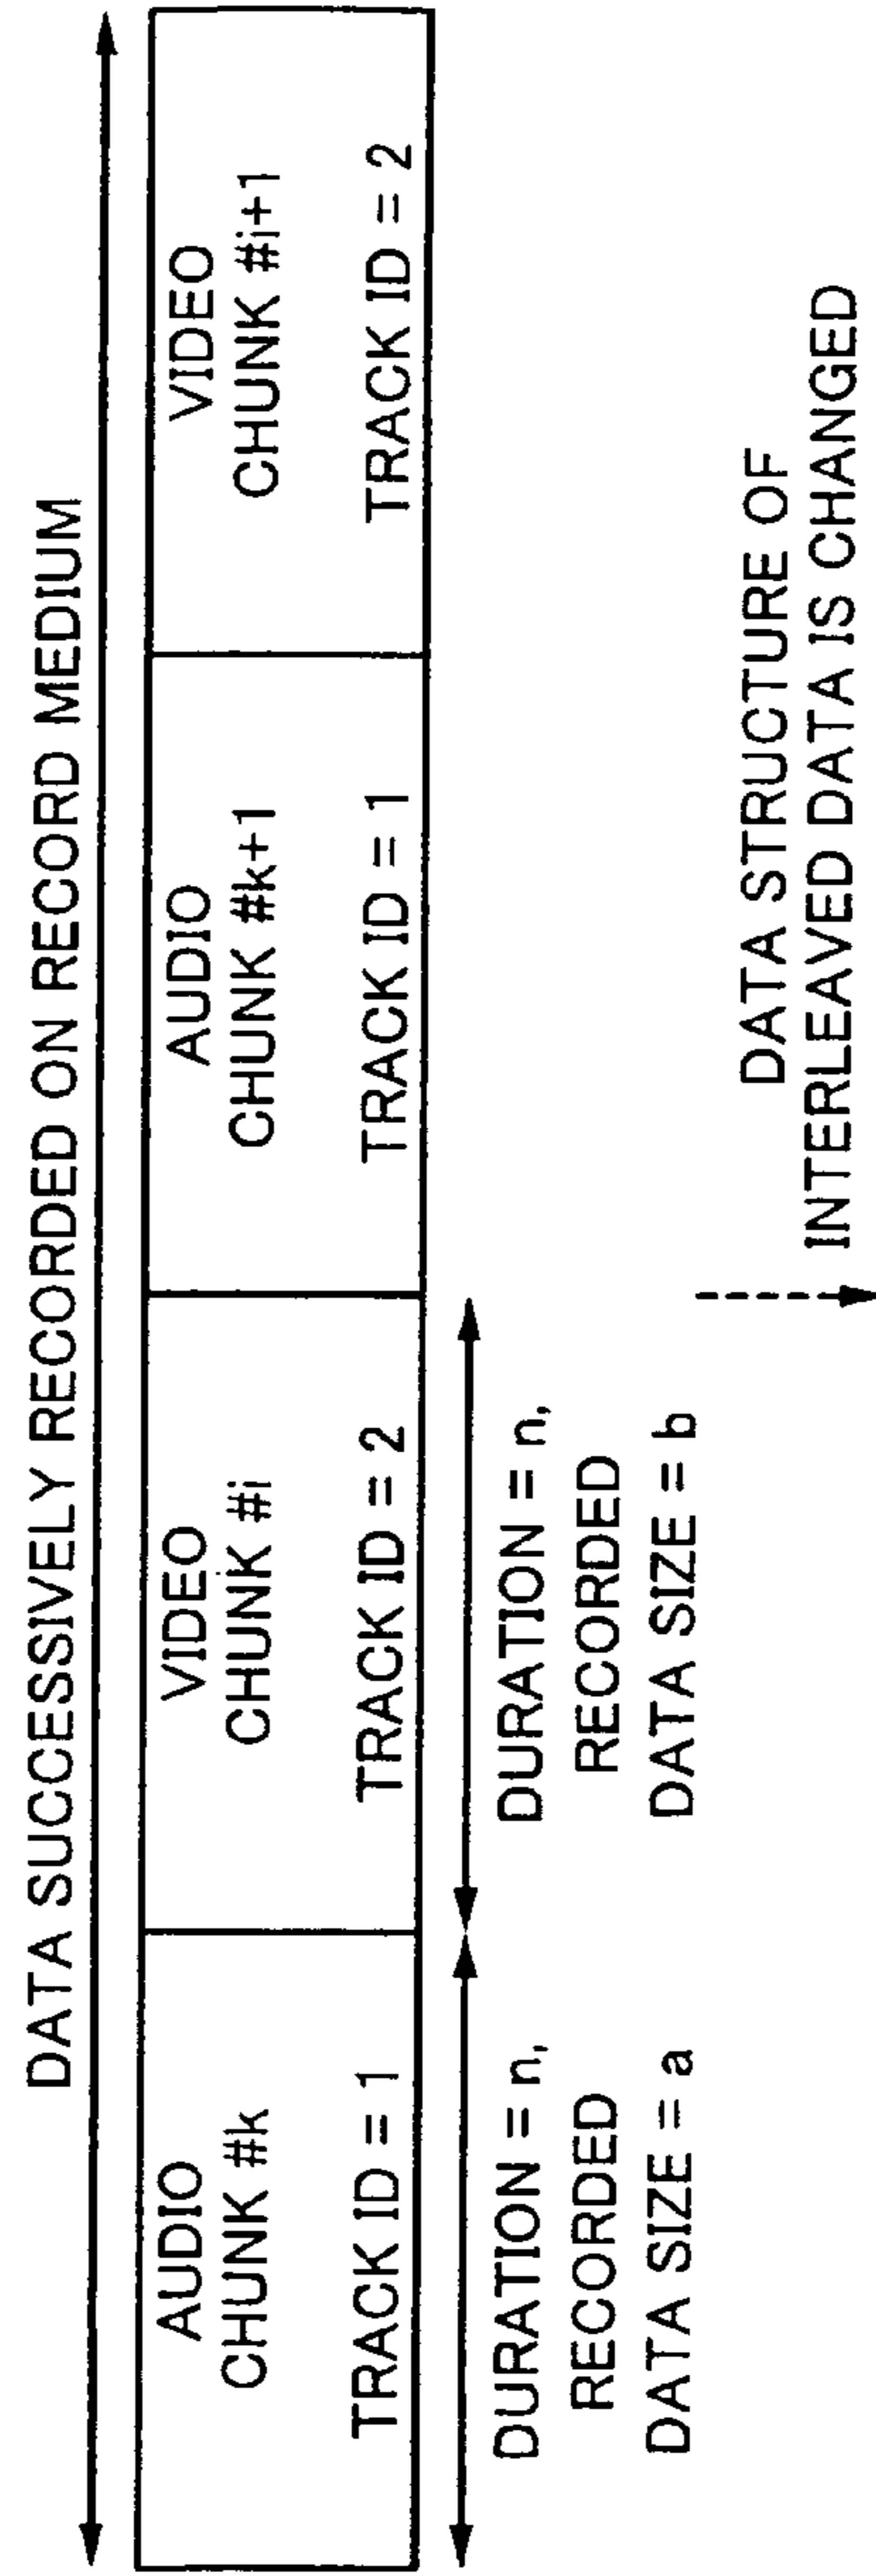 DATA SUCCESSIVELY RECORDED ON RECORD MEDIUM
AUDIO
CHUNK #k
TRACK ID = 1
VIDEO
CHUNK #i
TRACK ID = 2
AUDIO
CHUNK #k+1
TRACK ID = 1
VIDEO
CHUNK #i+1
TRACK ID = 2
DURATION = n,
RECORDED
DATA SIZE = a
DURATION = n,
RECORDED
DATA SIZE = b
DATA STRUCTURE OF
INTERLEAVED DATA IS CHANGED